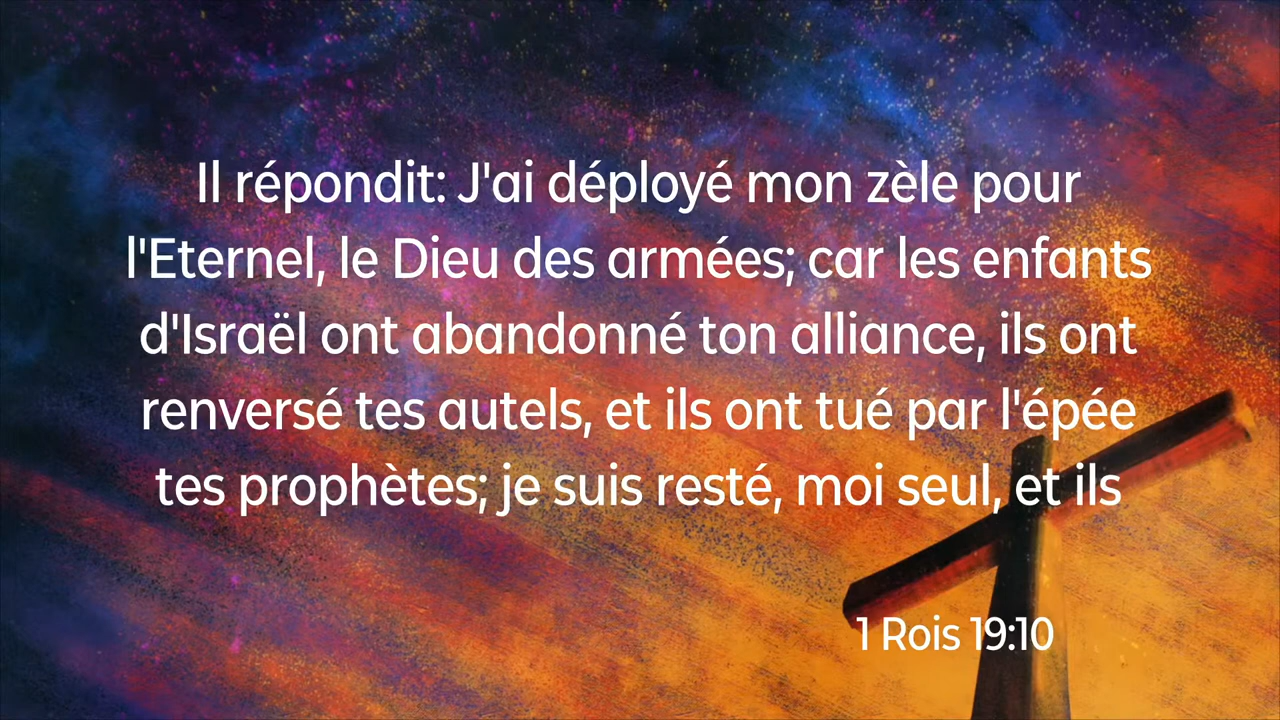 Il répondit: J'ai déployé mon zèle pour
l'Eternel, le Dieu des armées; car les enfants
d'Israël ont abandonné ton alliance, ils ont
renversé tes autels, et ils ont tué par l'épée
tes prophètes; je suis resté, moi seul, et ils
1 Rois 19:10